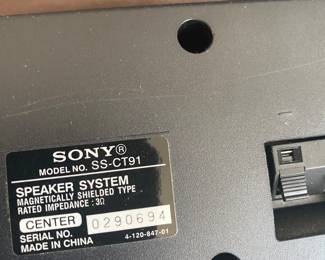 SONY®
MODEL NO. SS-CT91
SPEAKER SYSTEM
MAGNETICALLY SHIELDED TYPE
RATED IMPEDANCE : 3Ω
CENTER 0290694
SERIAL NO.
MADE IN CHINA 4-120-847-01